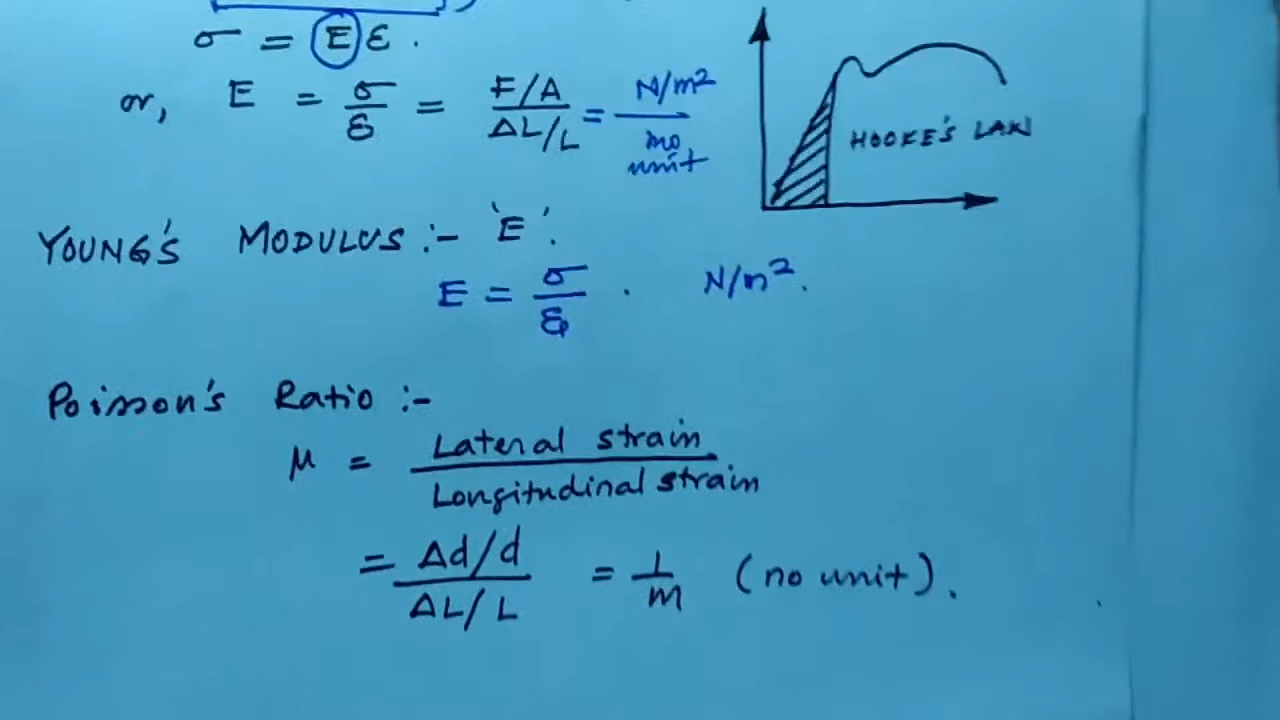 σ = E ε .
or, E = σ/ε = F/A / ΔL/L = N/m² / no unit
HOOKE'S LAW
YOUNG'S MODULUS :- 'E'.
E = σ/ε . N/m².
Poisson's Ratio :-
μ = Lateral strain / Longitudinal strain
= Δd/d / ΔL/L = 1/m (no unit).